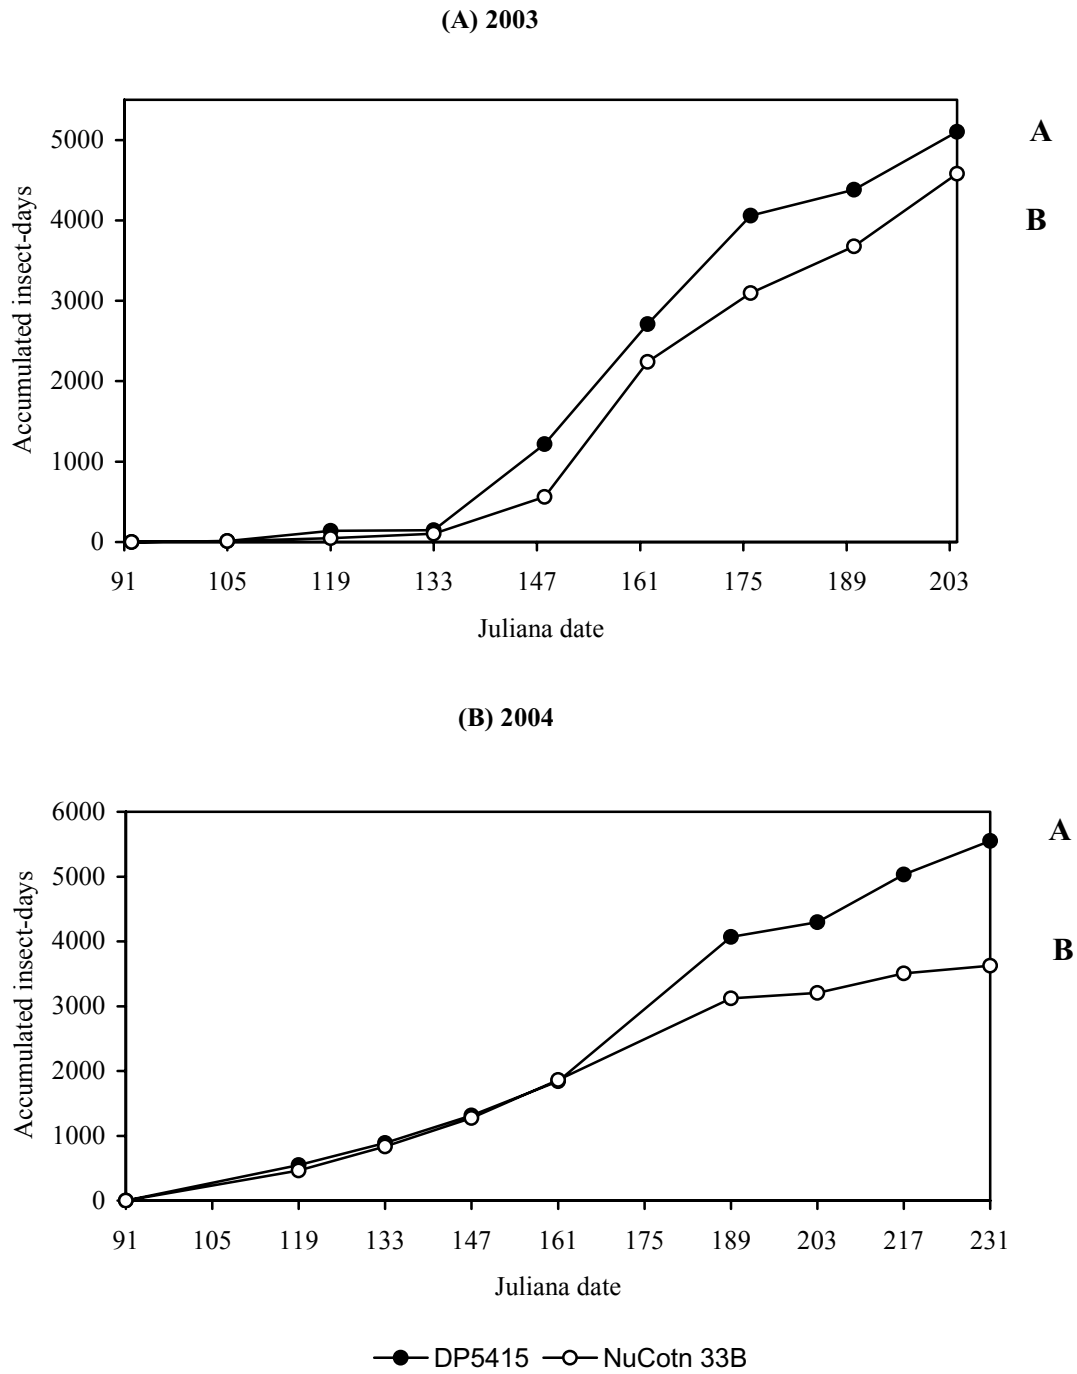 (A) 2003
5000
4000
3000
2000
1000
0
Accumulated insect-days
91 105 119 133 147 161 175 189 203
Juliana date
A
B
(B) 2004
6000
5000
4000
3000
2000
1000
0
Accumulated insect-days
91 105 119 133 147 161 175 189 203 217 231
Juliana date
A
B
DP5415 NuCotn 33B